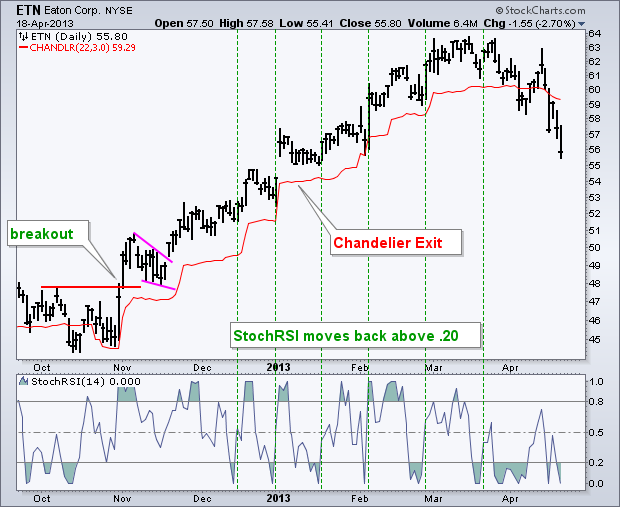 ETN Eaton Corp. NYSE © StockCharts.com
18-Apr-2013 Open 57.50 High 57.58 Low 55.41 Close 55.80 Volume 6.4M Chg -1.55 (-2.70%)
ETN (Daily) 55.80
CHANDLR(22,3.0) 59.29
64
63
62
61
60
59
58
57
56
55
54
53
52
51
50
49
48
47
46
45
breakout
Chandelier Exit
StochRSI moves back above .20
Oct Nov Dec 2013 Feb Mar Apr
StochRSI(14) 0.000
1.0
0.8
0.5
0.2
0.0
Oct Nov Dec 2013 Feb Mar Apr